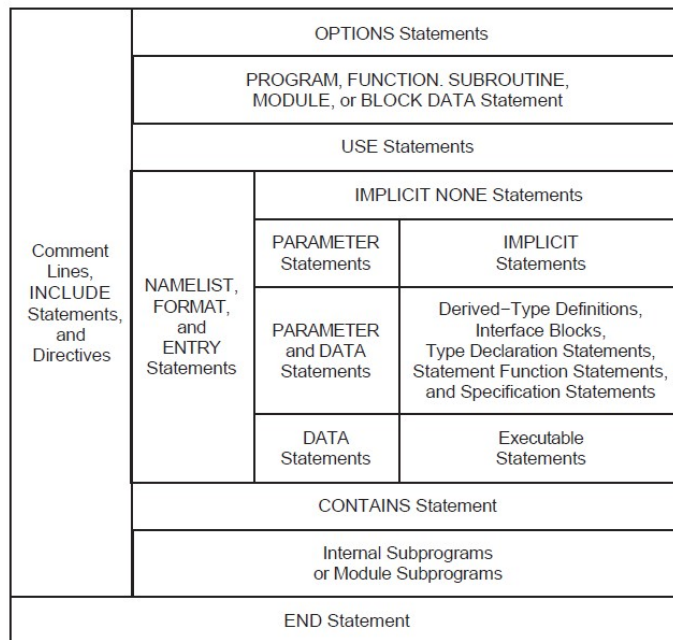 OPTIONS Statements
PROGRAM, FUNCTION. SUBROUTINE,
MODULE, or BLOCK DATA Statement
USE Statements
Comment
Lines,
INCLUDE
Statements,
and
Directives
NAMELIST,
FORMAT,
and
ENTRY
Statements
IMPLICIT NONE Statements
PARAMETER
Statements
IMPLICIT
Statements
PARAMETER
and DATA
Statements
Derived−Type Definitions,
Interface Blocks,
Type Declaration Statements,
Statement Function Statements,
and Specification Statements
DATA
Statements
Executable
Statements
CONTAINS Statement
Internal Subprograms
or Module Subprograms
END Statement